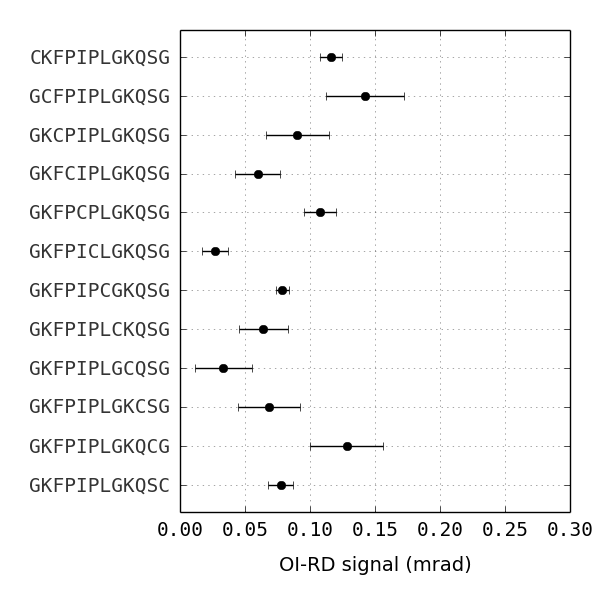 CKFPIPLGKQSG
GCFPIPLGKQSG
GKCPIPLGKQSG
GKFCIPLGKQSG
GKFPCPLGKQSG
GKFPICLGKQSG
GKFPIPCGKQSG
GKFPIPLCKQSG
GKFPIPLGCQSG
GKFPIPLGKCSG
GKFPIPLGKQCG
GKFPIPLGKQSC
0.00 0.05 0.10 0.15 0.20 0.25 0.30
OI-RD signal (mrad)